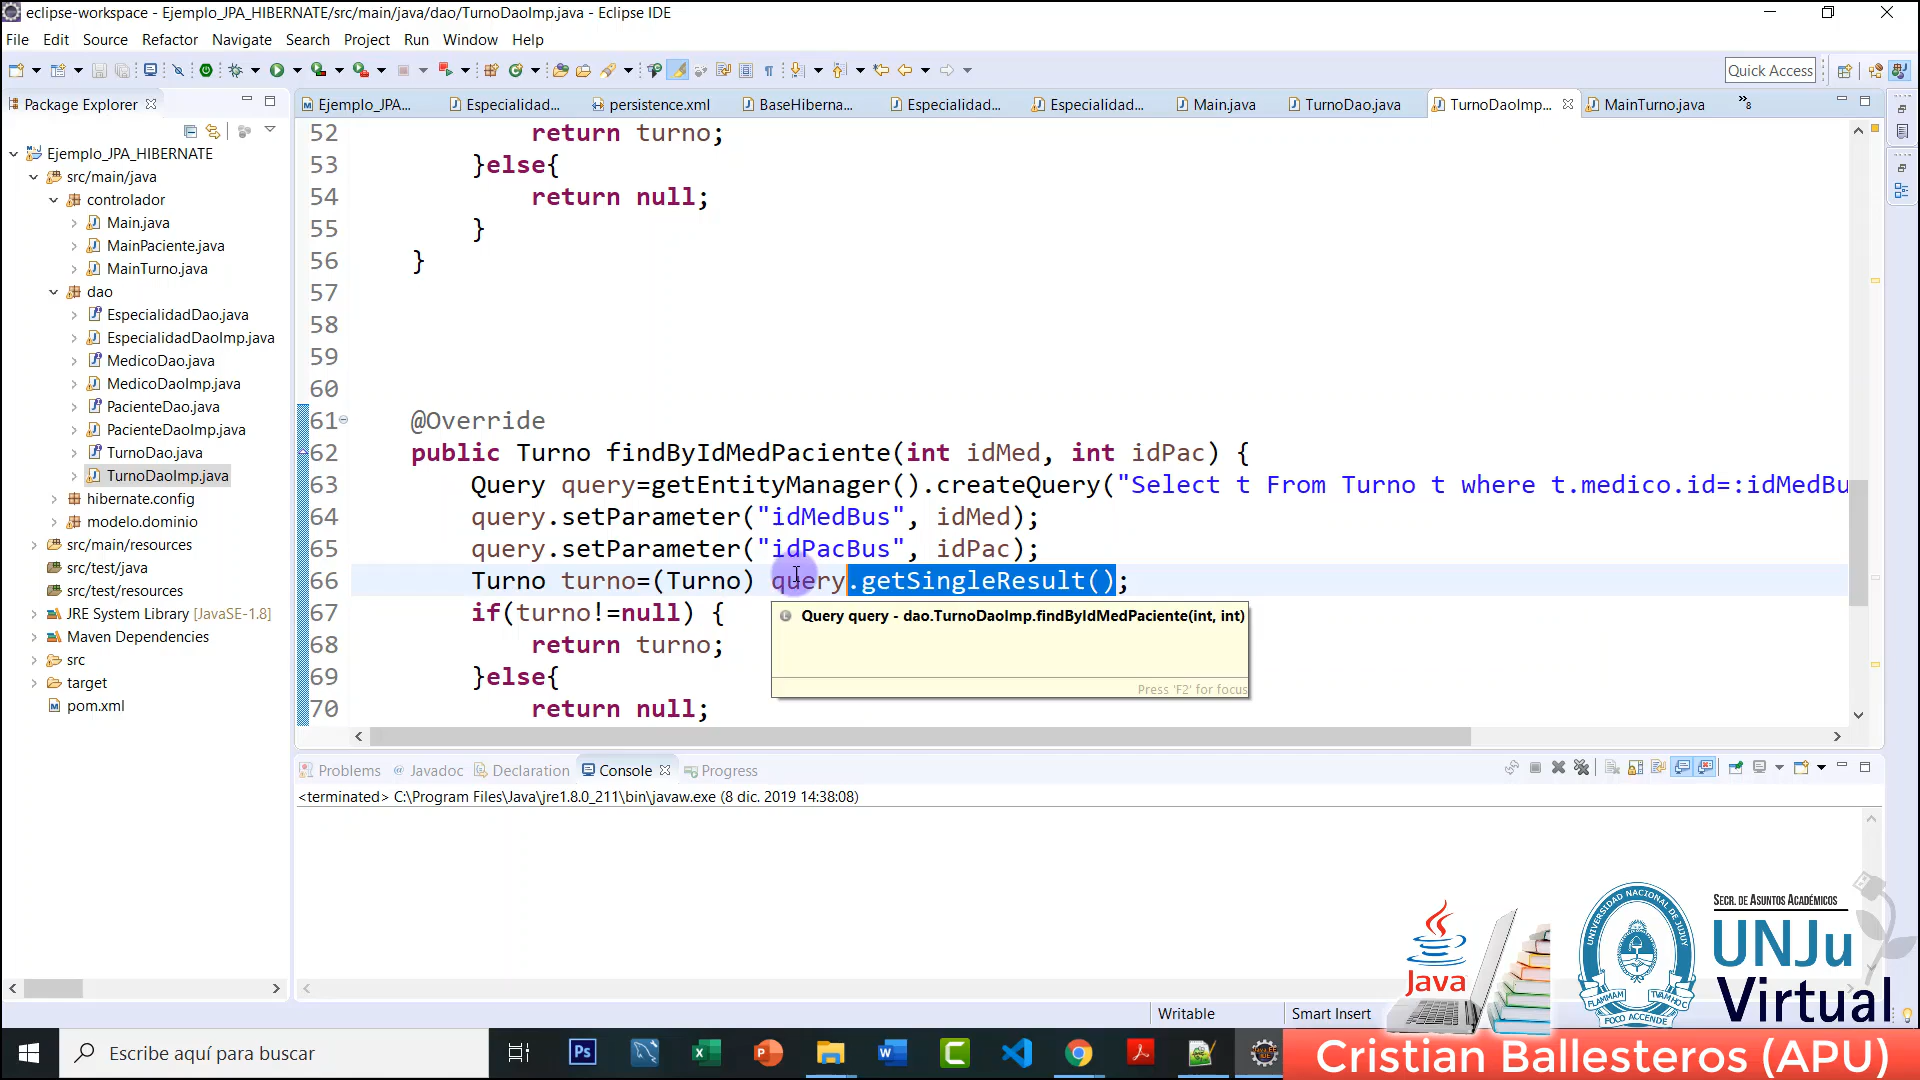 eclipse-workspace - Ejemplo_JPA_HIBERNATE/src/main/java/dao/TurnoDaoImp.java - Eclipse IDE
File Edit Source Refactor Navigate Search Project Run Window Help
Quick Access
Package Explorer
Ejemplo_JPA... Especialidad... persistence.xml BaseHiberna... Especialidad... Especialidad... Main.java TurnoDao.java TurnoDaoImp... MainTurno.java »8
Ejemplo_JPA_HIBERNATE
src/main/java
controlador
Main.java
MainPaciente.java
MainTurno.java
dao
EspecialidadDao.java
EspecialidadDaoImp.java
MedicoDao.java
MedicoDaoImp.java
PacienteDao.java
PacienteDaoImp.java
TurnoDao.java
TurnoDaoImp.java
hibernate.config
modelo.dominio
src/main/resources
src/test/java
src/test/resources
JRE System Library [JavaSE-1.8]
Maven Dependencies
src
target
pom.xml
52 return turno;
53 }else{
54 return null;
55 }
56 }
57
58
59
60
61 @Override
62 public Turno findByIdMedPaciente(int idMed, int idPac) {
63 Query query=getEntityManager().createQuery("Select t From Turno t where t.medico.id=:idMedBu
64 query.setParameter("idMedBus", idMed);
65 query.setParameter("idPacBus", idPac);
66 Turno turno=(Turno) query.getSingleResult();
67 if(turno!=null) {
68 return turno;
69 }else{
70 return null;
Query query - dao.TurnoDaoImp.findByIdMedPaciente(int, int)
Press 'F2' for focus
Problems Javadoc Declaration Console Progress
<terminated> C:\Program Files\Java\jre1.8.0_211\bin\javaw.exe (8 dic. 2019 14:38:08)
Writable Smart Insert
Java
UNIVERSIDAD NACIONAL DE JUJUY
SECR. DE ASUNTOS ACADÉMICOS
UNJu
Virtual
Escribe aquí para buscar
Cristian Ballesteros (APU)